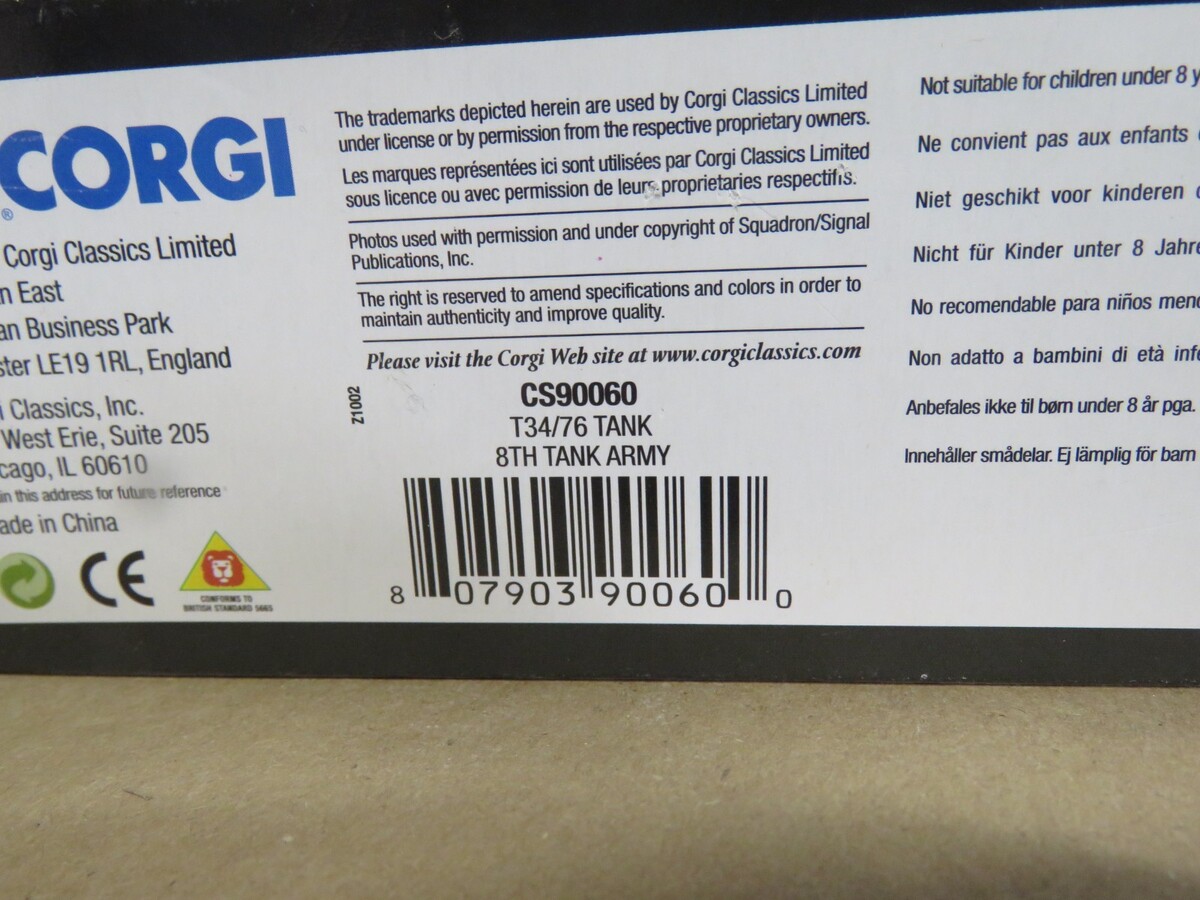 CORGI
®
Corgi Classics Limited
East
Business Park
LE19 1RL, England
Classics, Inc.
West Erie, Suite 205
IL 60610
in this address for future reference
ade in China
CE
CONFORMS TO
BRITISH STANDARD 5665
The trademarks depicted herein are used by Corgi Classics Limited
under license or by permission from the respective proprietary owners.
Les marques représentées ici sont utilisées par Corgi Classics Limited
sous licence ou avec permission de leurs proprietaries respectifis.
Photos used with permission and under copyright of Squadron/Signal
Publications, Inc.
The right is reserved to amend specifications and colors in order to
maintain authenticity and improve quality.
Please visit the Corgi Web site at www.corgiclassics.com
Z1002
CS90060
T34/76 TANK
8TH TANK ARMY
8 07903 90060 0
Not suitable for children under 8 y
Ne convient pas aux enfants
Niet geschikt voor kinderen
Nicht für Kinder unter 8 Jahre
No recomendable para niños meno
Non adatto a bambini di età infe
Anbefales ikke til børn under 8 år pga.
Innehåller smådelar. Ej lämplig för barn